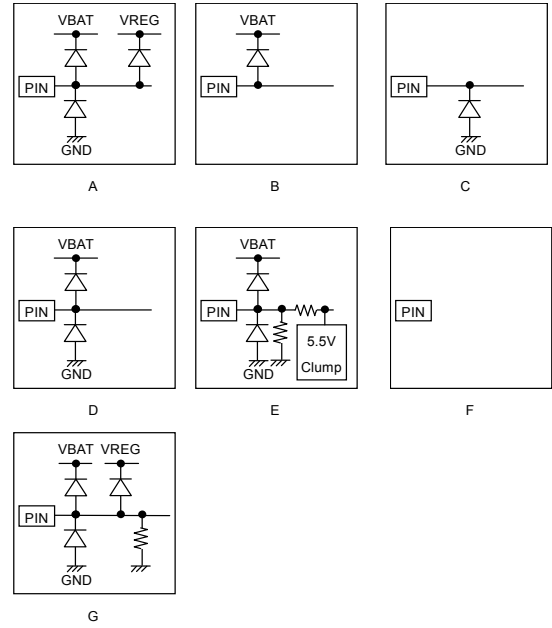 VBAT VREG
PIN
GND
A
VBAT
PIN
B
PIN
GND
C
VBAT
PIN
GND
D
VBAT
PIN
GND
5.5V
Clump
E
PIN
F
VBAT VREG
PIN
GND
G